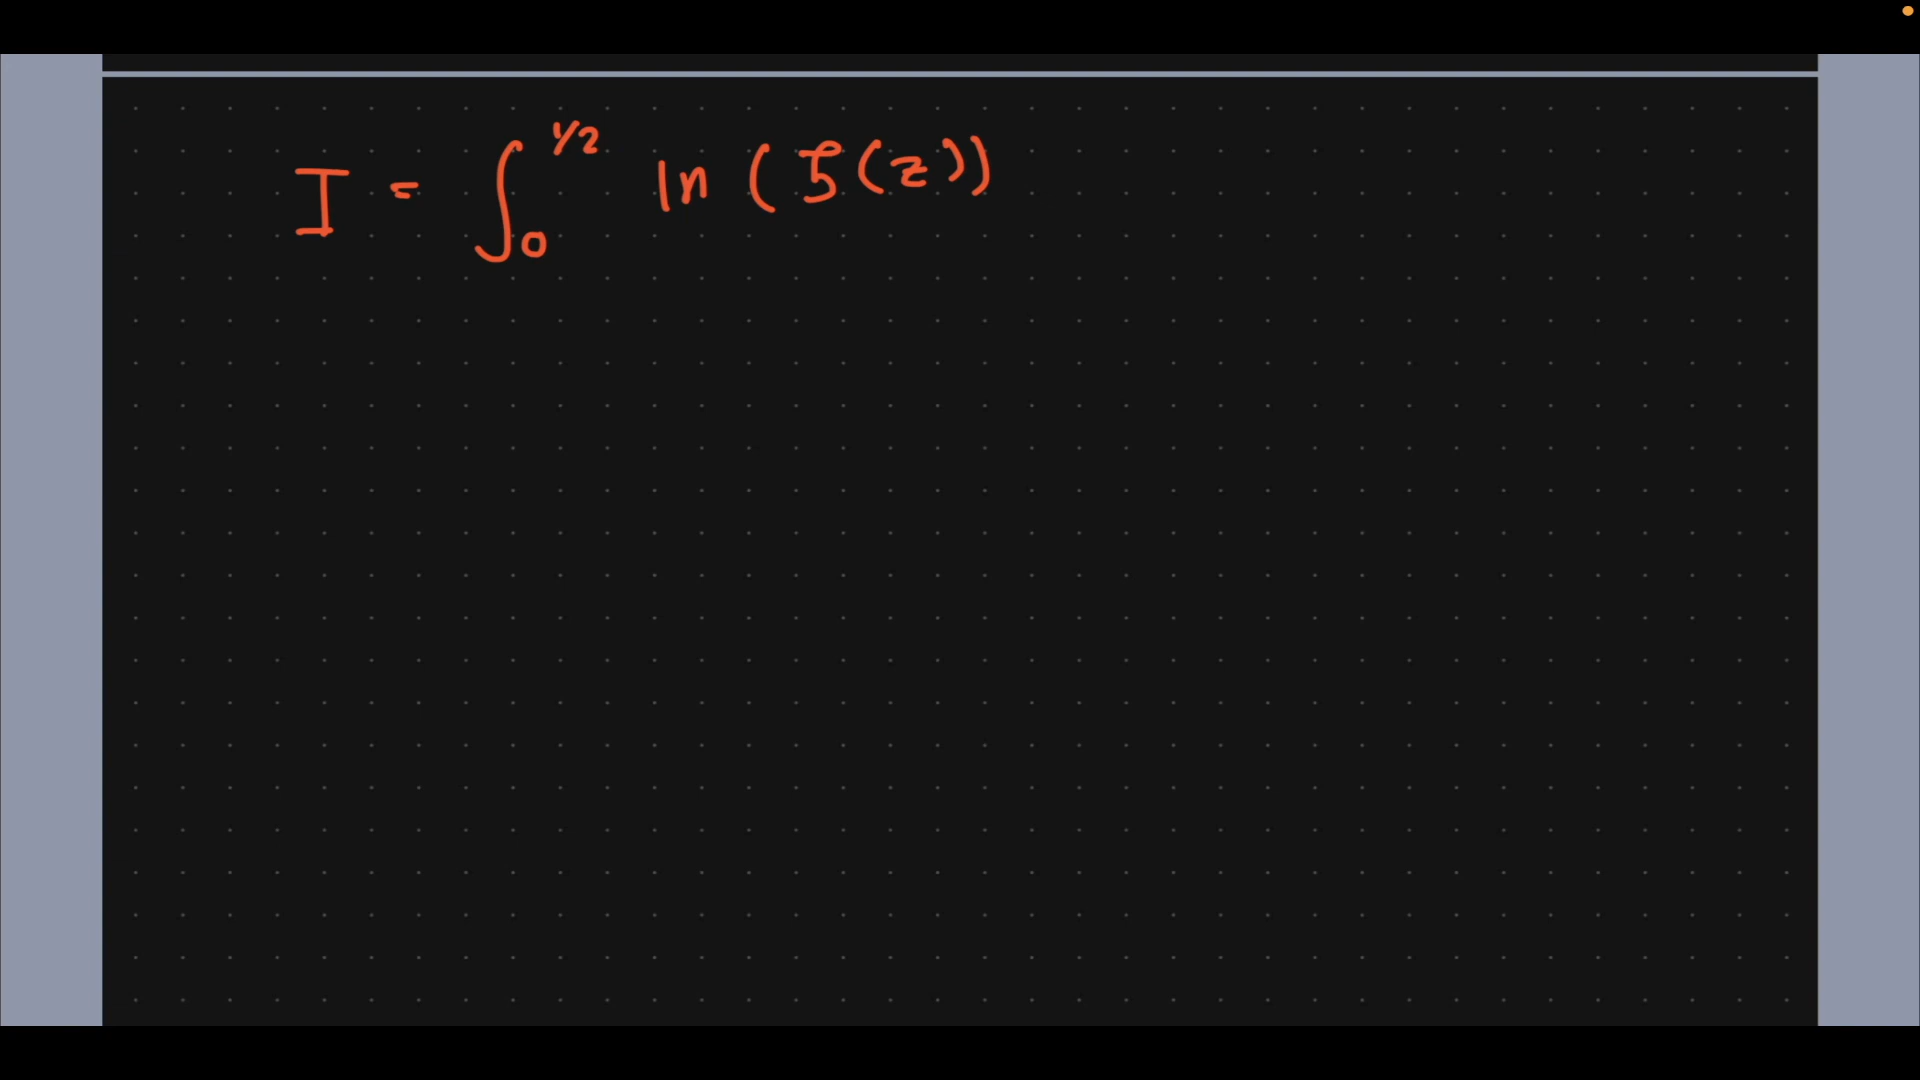 I = ∫₀^{1/2} ln ( ζ(z))